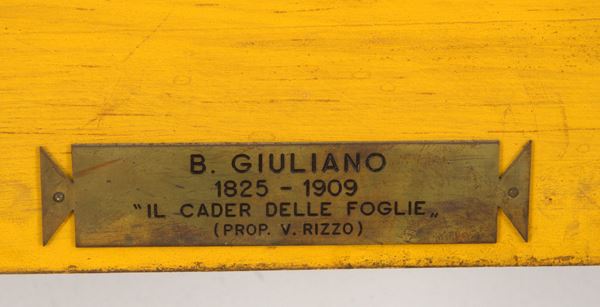 B. GIULIANO
1825 - 1909
"IL CADER DELLE FOGLIE„
(PROP. V. RIZZO)